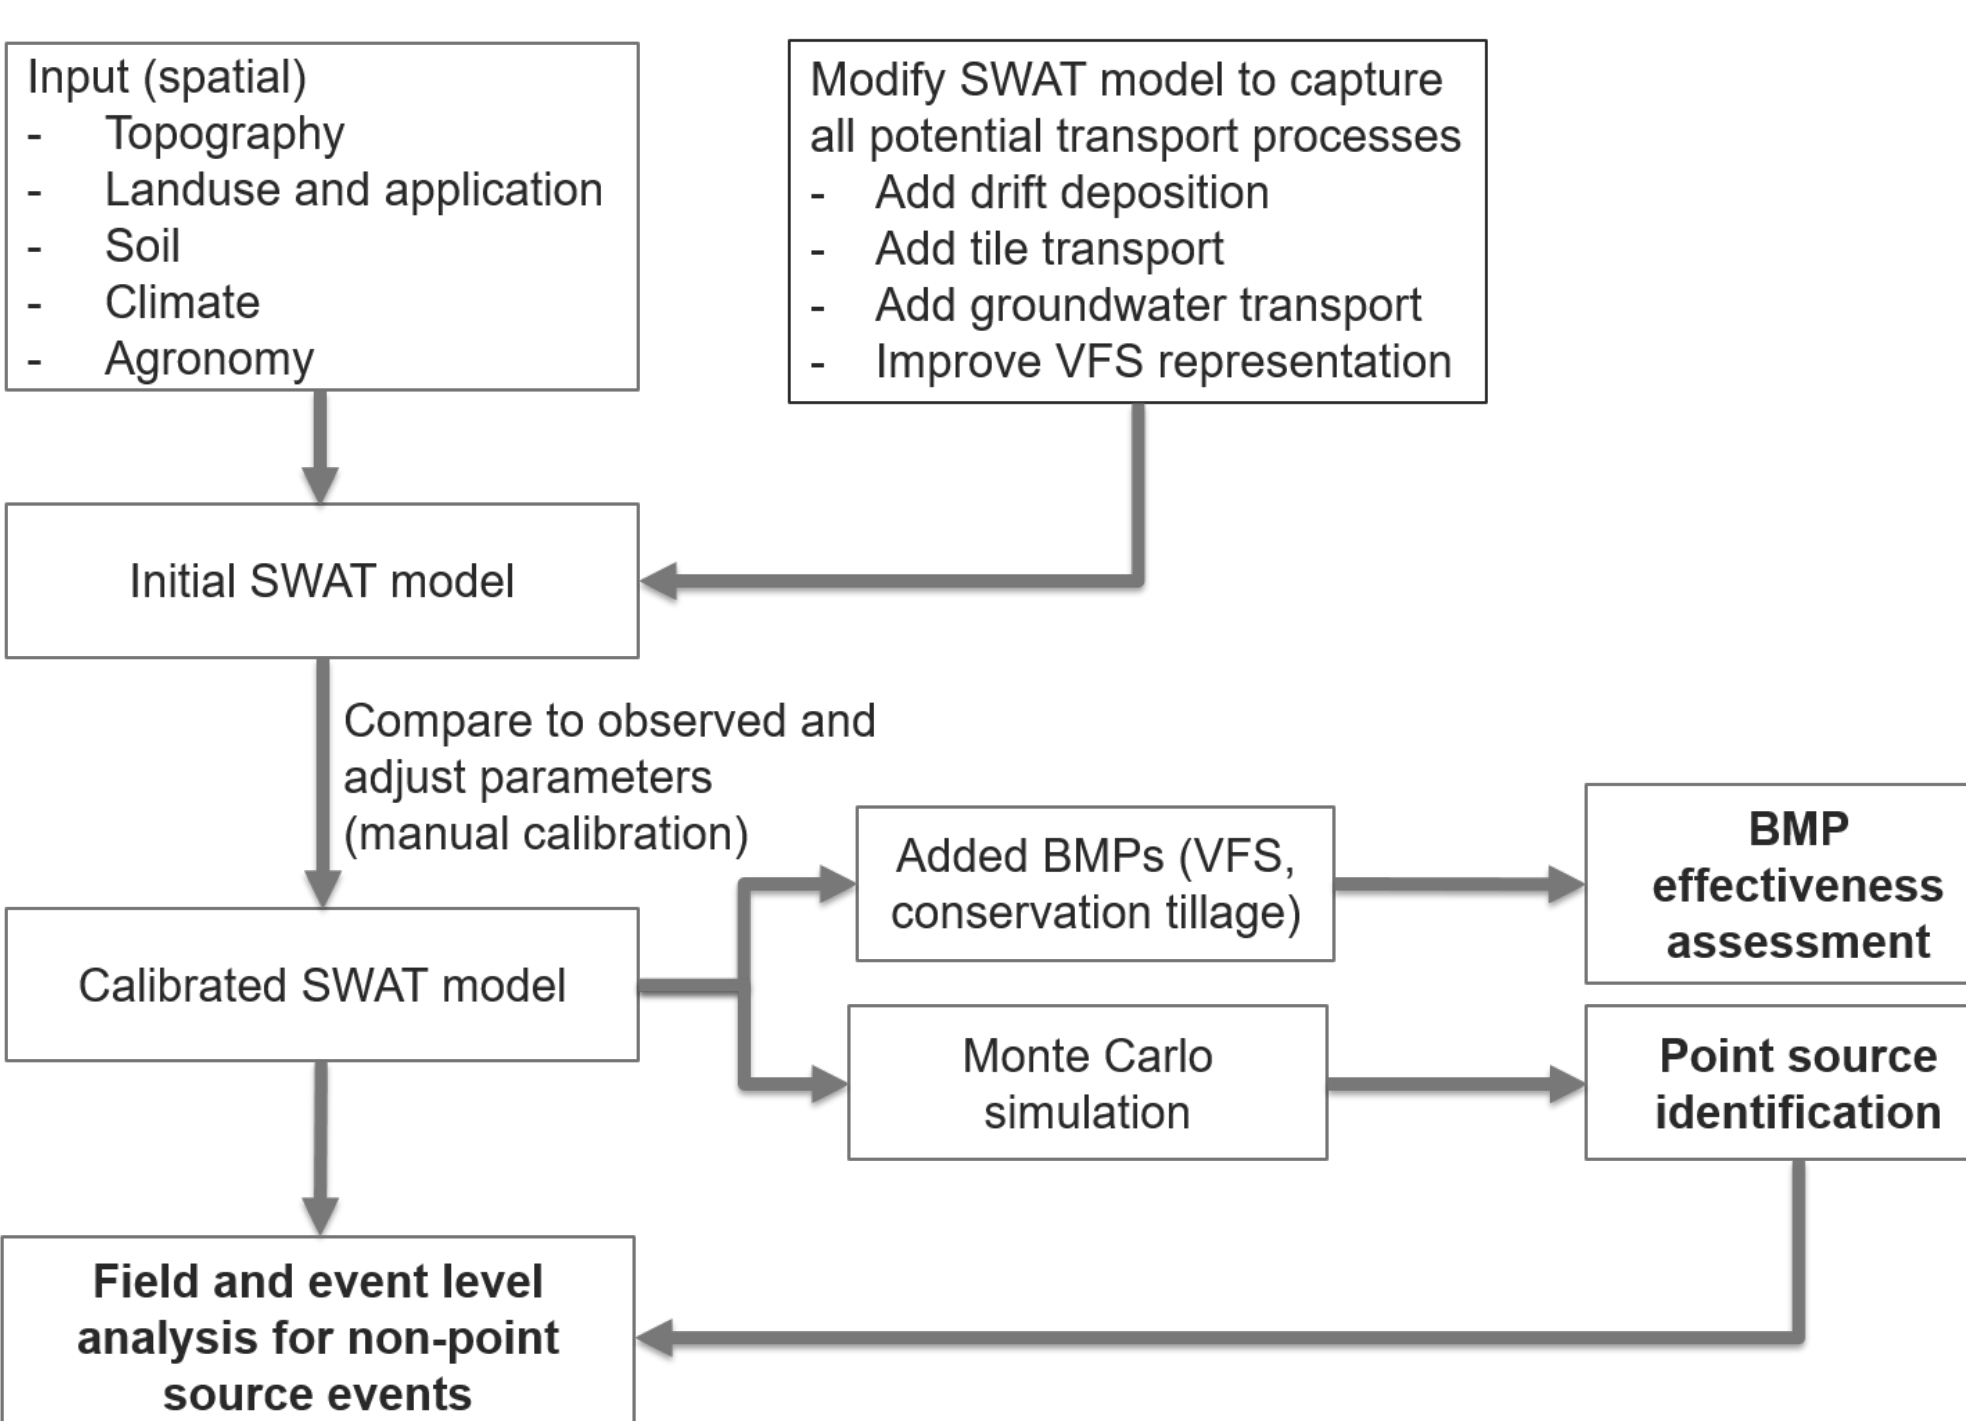 Input (spatial)
- Topography
- Landuse and application
- Soil
- Climate
- Agronomy
Modify SWAT model to capture
all potential transport processes
- Add drift deposition
- Add tile transport
- Add groundwater transport
- Improve VFS representation
Initial SWAT model
Compare to observed and
adjust parameters
(manual calibration)
Calibrated SWAT model
Added BMPs (VFS,
conservation tillage)
BMP
effectiveness
assessment
Monte Carlo
simulation
Point source
identification
Field and event level
analysis for non-point
source events